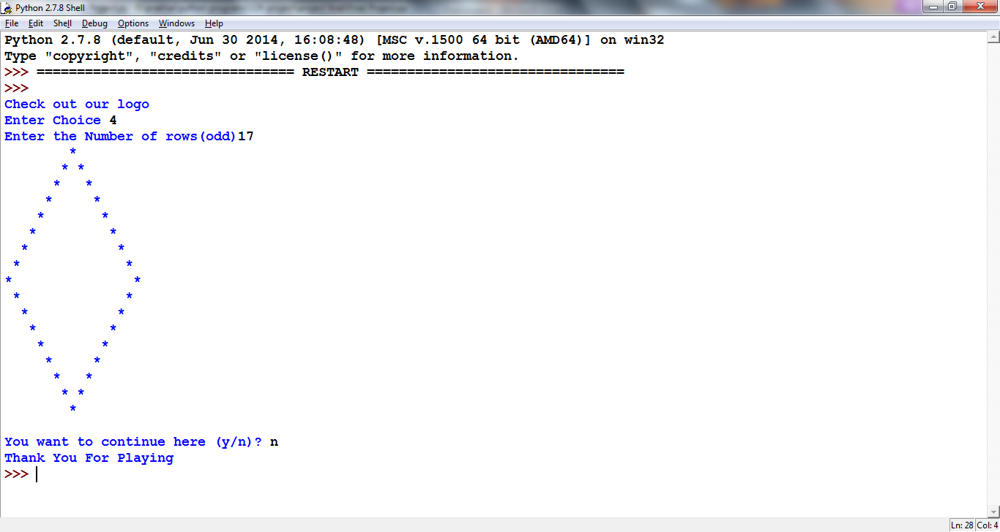 Python 2.7.8 Shell
File Edit Shell Debug Options Windows Help
Python 2.7.8 (default, Jun 30 2014, 16:08:48) [MSC v.1500 64 bit (AMD64)] on win32
Type "copyright", "credits" or "license()" for more information.
>>> ================================ RESTART ================================
>>>
Check out our logo
Enter Choice 4
Enter the Number of rows(odd)17
        *
       * *
      *   *
     *     *
    *       *
   *         *
  *           *
 *             *
*               *
 *             *
  *           *
   *         *
    *       *
     *     *
      *   *
       * *
        *
You want to continue here (y/n)? n
Thank You For Playing
>>>
Ln: 28 Col: 4